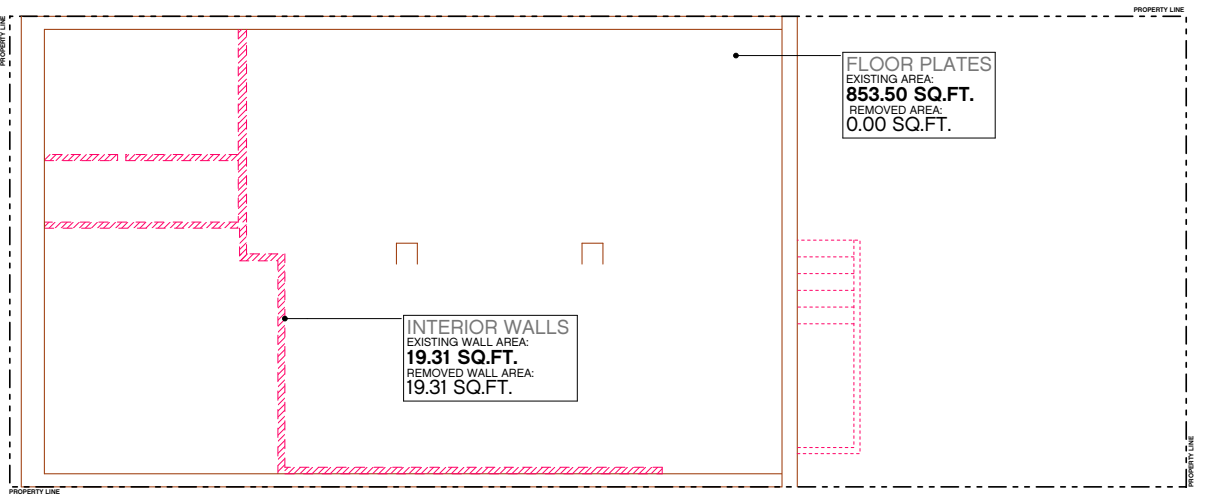 PROPERTY LINE
PROPERTY LINE
FLOOR PLATES
EXISTING AREA:
853.50 SQ.FT.
REMOVED AREA:
0.00 SQ.FT.
INTERIOR WALLS
EXISTING WALL AREA:
19.31 SQ.FT.
REMOVED WALL AREA:
19.31 SQ.FT.
PROPERTY LINE
PROPERTY LINE